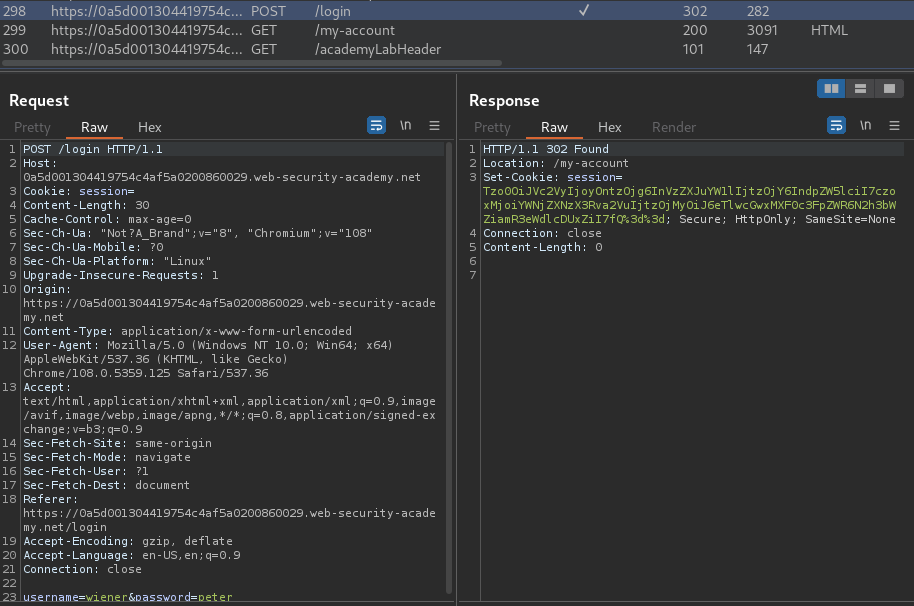 298 https://0a5d001304419754c... POST /login ✓ 302 282
299 https://0a5d001304419754c... GET /my-account 200 3091 HTML
300 https://0a5d001304419754c... GET /academyLabHeader 101 147
Request
Pretty Raw Hex \n
1 POST /login HTTP/1.1
2 Host:
0a5d001304419754c4af5a0200860029.web-security-academy.net
3 Cookie: session=
4 Content-Length: 30
5 Cache-Control: max-age=0
6 Sec-Ch-Ua: "Not?A_Brand";v="8", "Chromium";v="108"
7 Sec-Ch-Ua-Mobile: ?0
8 Sec-Ch-Ua-Platform: "Linux"
9 Upgrade-Insecure-Requests: 1
10 Origin:
https://0a5d001304419754c4af5a0200860029.web-security-acade
my.net
11 Content-Type: application/x-www-form-urlencoded
12 User-Agent: Mozilla/5.0 (Windows NT 10.0; Win64; x64)
AppleWebKit/537.36 (KHTML, like Gecko)
Chrome/108.0.5359.125 Safari/537.36
13 Accept:
text/html,application/xhtml+xml,application/xml;q=0.9,image
/avif,image/webp,image/apng,*/*;q=0.8,application/signed-ex
change;v=b3;q=0.9
14 Sec-Fetch-Site: same-origin
15 Sec-Fetch-Mode: navigate
16 Sec-Fetch-User: ?1
17 Sec-Fetch-Dest: document
18 Referer:
https://0a5d001304419754c4af5a0200860029.web-security-acade
my.net/login
19 Accept-Encoding: gzip, deflate
20 Accept-Language: en-US,en;q=0.9
21 Connection: close
22
23 username=wiener&password=peter
Response
Pretty Raw Hex Render \n
1 HTTP/1.1 302 Found
2 Location: /my-account
3 Set-Cookie: session=
Tzo0OiJVc2VyIjoyOntzOjg6InVzZXJuYW1lIjtzOjY6IndpZW5lciI7czo
xMjoiYWNjZXNzX3Rva2VuIjtzOjMyOiJ6eTlwcGwxMXF0c3FpZWR6N2h3bW
ZiamR3eWdlcDUxZiI7fQ%3d%3d; Secure; HttpOnly; SameSite=None
4 Connection: close
5 Content-Length: 0
6
7